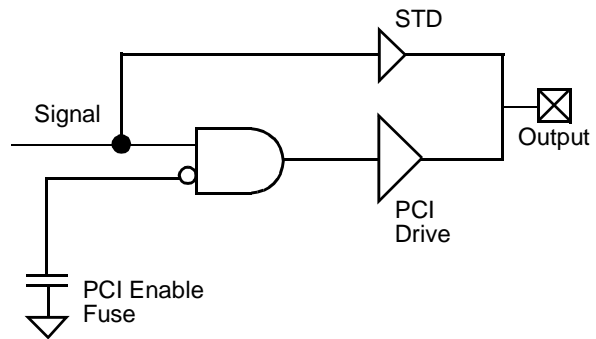 STD
Signal
Output
PCI
Drive
PCI Enable
Fuse